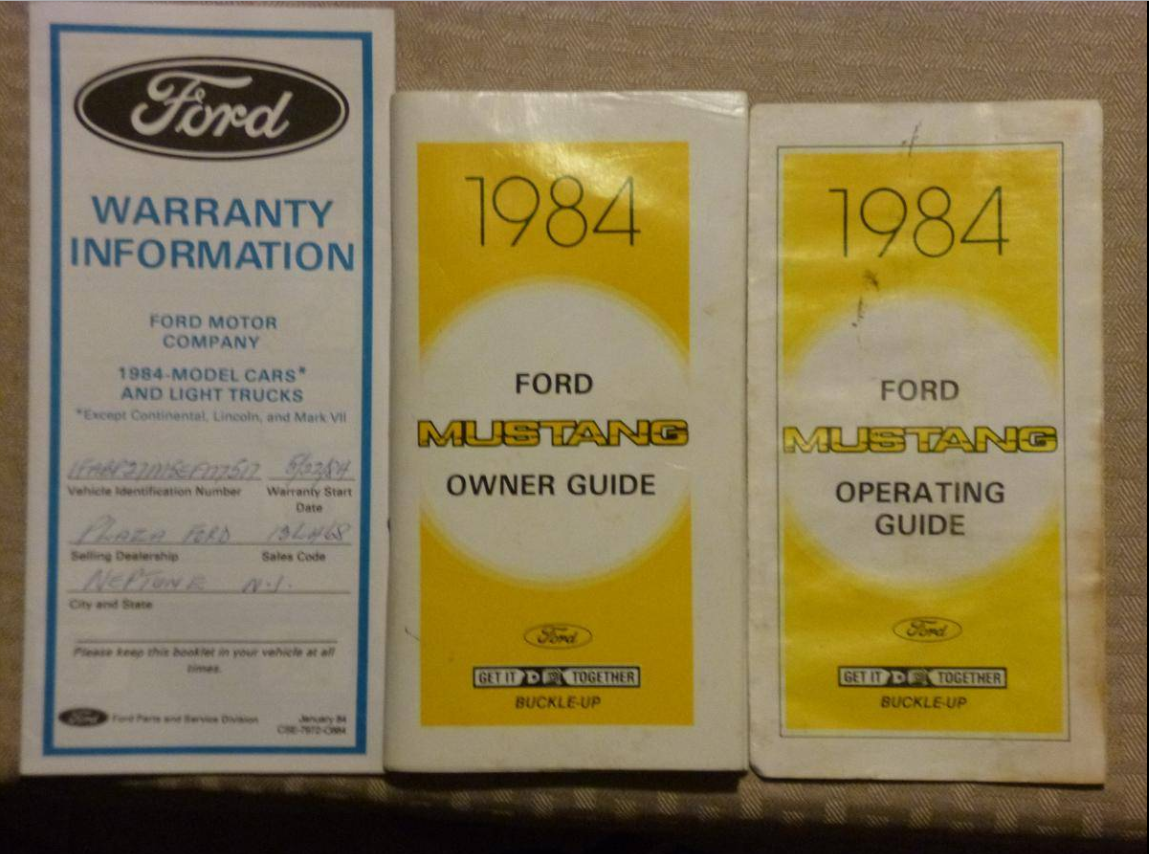 Ford
WARRANTY
INFORMATION
FORD MOTOR
COMPANY
1984-MODEL CARS*
AND LIGHT TRUCKS
*Except Continental, Lincoln, and Mark VII
5/22/84
Vehicle Identification Number Warranty Start
Date
PLAZA FORD
Selling Dealership Sales Code
NEPTUNE N.J.
City and State
Please keep this booklet in your vehicle at all
times.
Ford Ford Parts and Service Division January 84
1984
FORD
MUSTANG
OWNER GUIDE
Ford
GET IT TOGETHER
BUCKLE-UP
1984
FORD
MUSTANG
OPERATING
GUIDE
Ford
GET IT TOGETHER
BUCKLE-UP